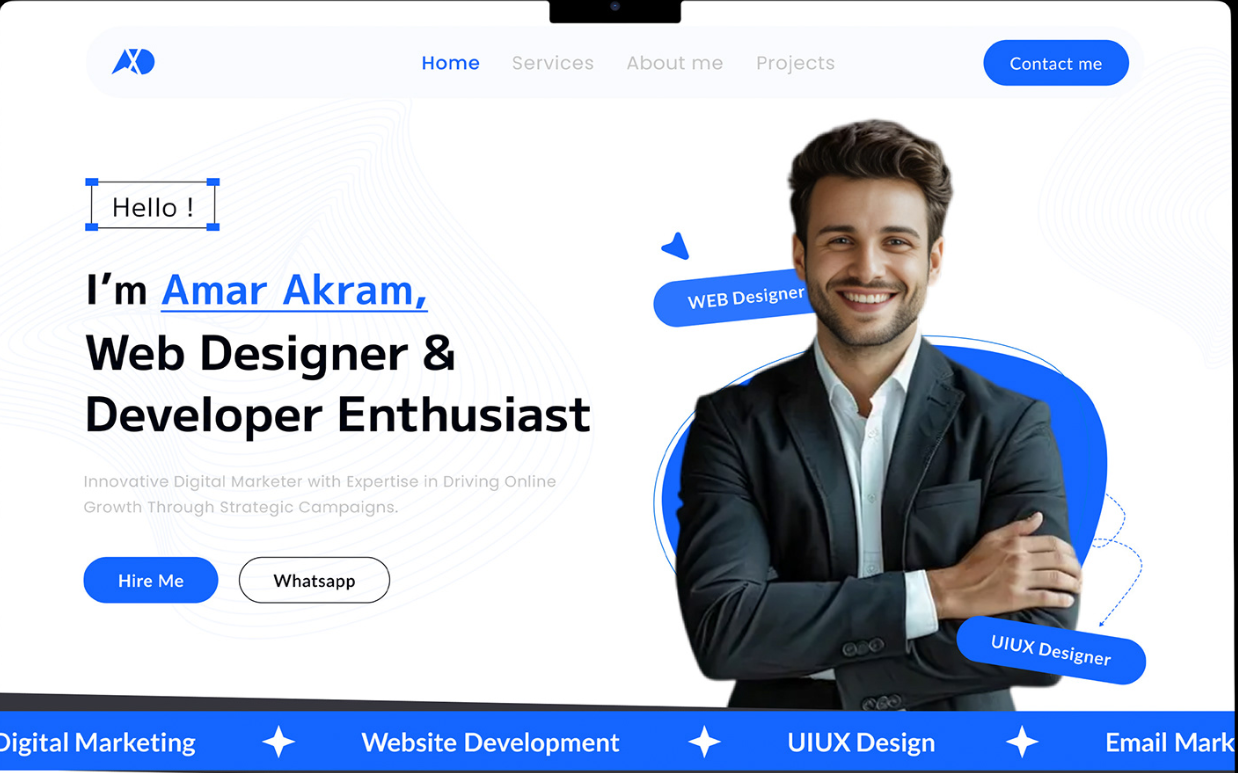 Home Services About me Projects Contact me
Hello !
I’m Amar Akram,
Web Designer &
Developer Enthusiast
Innovative Digital Marketer with Expertise in Driving Online
Growth Through Strategic Campaigns.
Hire Me Whatsapp
WEB Designer
UIUX Designer
Digital Marketing Website Development UIUX Design Email Mark